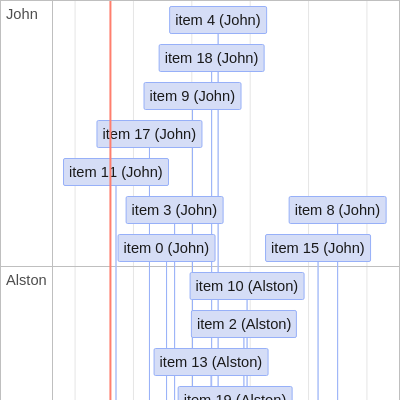 John
item 4 (John)
item 18 (John)
item 9 (John)
item 17 (John)
item 11 (John)
item 3 (John)
item 8 (John)
item 0 (John)
item 15 (John)
Alston
item 10 (Alston)
item 2 (Alston)
item 13 (Alston)
item 19 (Alston)